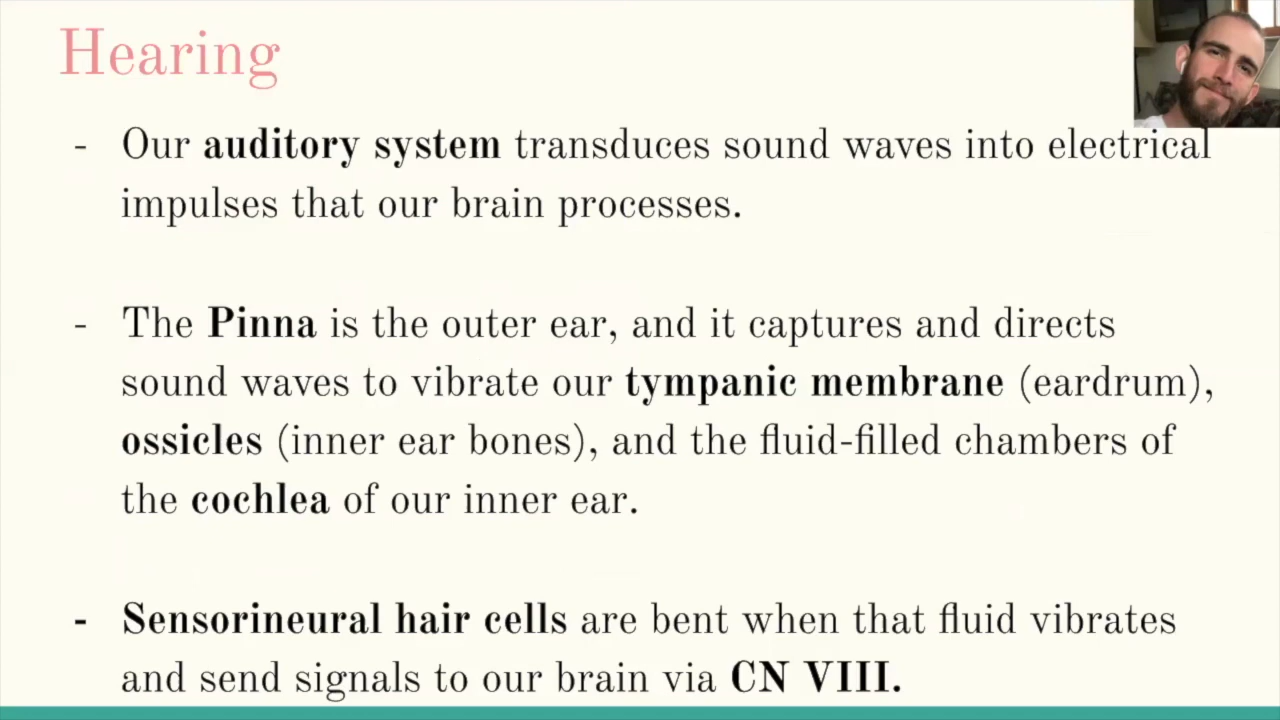 Hearing
- Our auditory system transduces sound waves into electrical
impulses that our brain processes.
- The Pinna is the outer ear, and it captures and directs
sound waves to vibrate our tympanic membrane (eardrum),
ossicles (inner ear bones), and the fluid-filled chambers of
the cochlea of our inner ear.
- Sensorineural hair cells are bent when that fluid vibrates
and send signals to our brain via CN VIII.